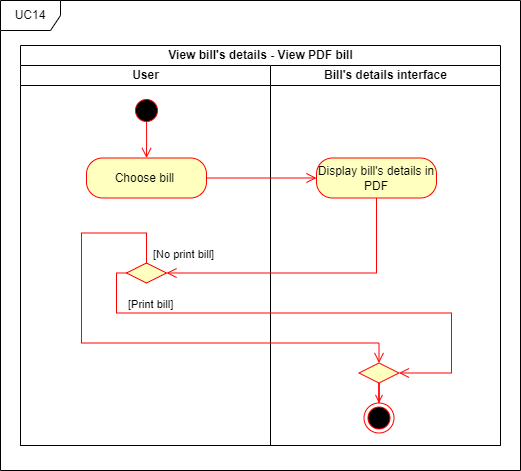 UC14
View bill's details - View PDF bill
User
Bill's details interface
Choose bill
Display bill's details in
PDF
[No print bill]
[Print bill]